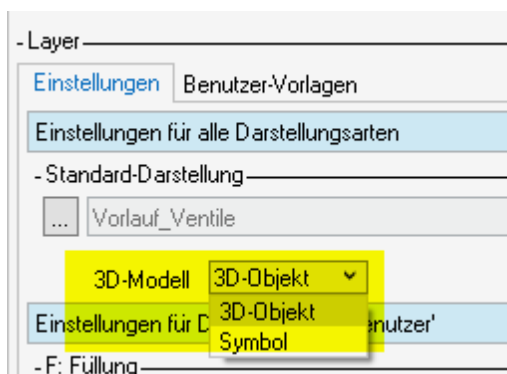 - Layer
Einstellungen Benutzer-Vorlagen
Einstellungen für alle Darstellungsarten
- Standard-Darstellung
... Vorlauf_Ventile
3D-Modell 3D-Objekt
3D-Objekt
Einstellungen für D enutzer'
Symbol
- F: Füllung